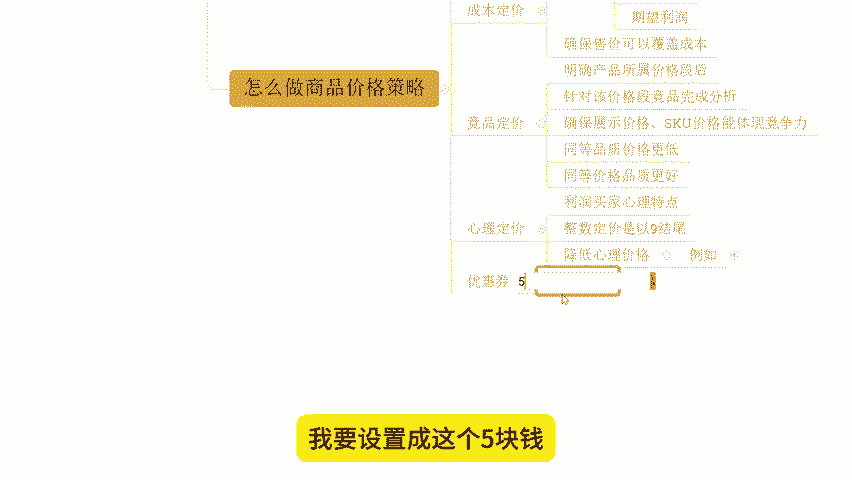 期望利润
成本定价
确保售价可以覆盖成本
明确产品所属价格段后
怎么做商品价格策略
针对该价格段竞品完成分析
竞品定价
确保展示价格、SKU价格能体现竞争力
同等品质价格更低
同等价格品质更好
利润买家心理特点
心理定价
整数定价是以9结尾
降低心理价格 例如
优惠券 5
我要设置成这个5块钱